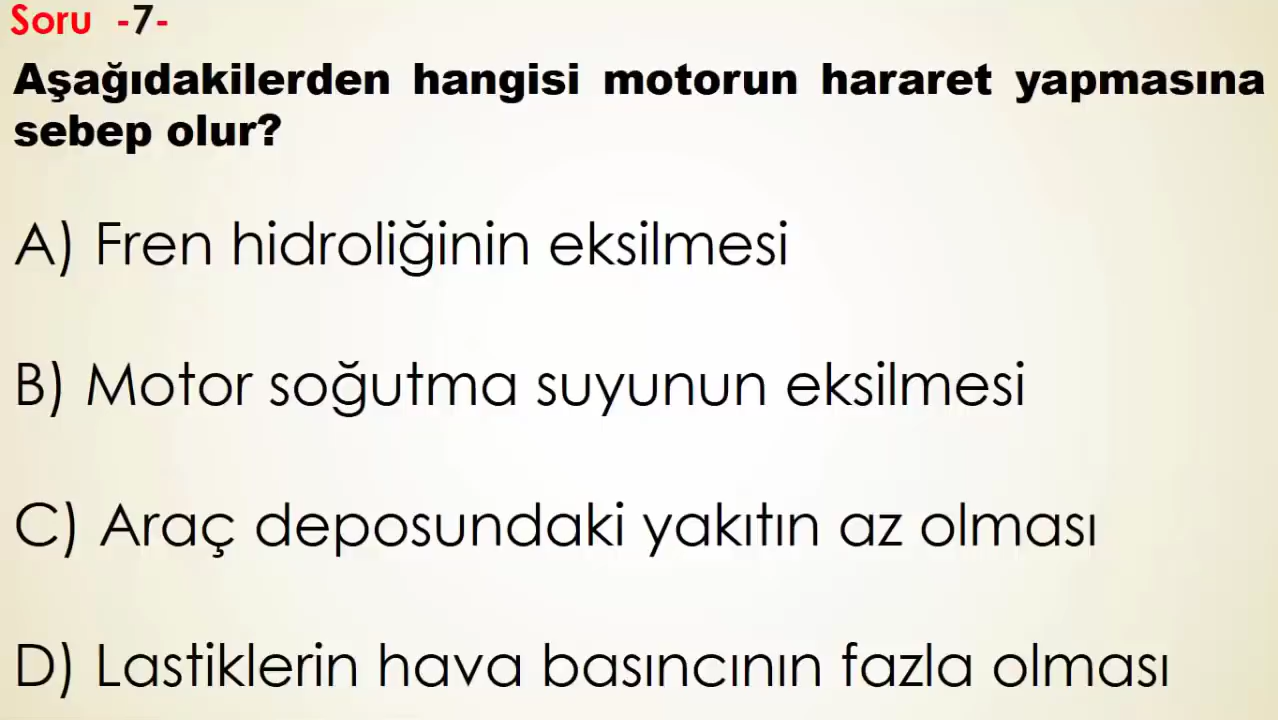 Soru -7-
Aşağıdakilerden hangisi motorun hararet yapmasına
sebep olur?
A) Fren hidroliğinin eksilmesi
B) Motor soğutma suyunun eksilmesi
C) Araç deposundaki yakıtın az olması
D) Lastiklerin hava basıncının fazla olması